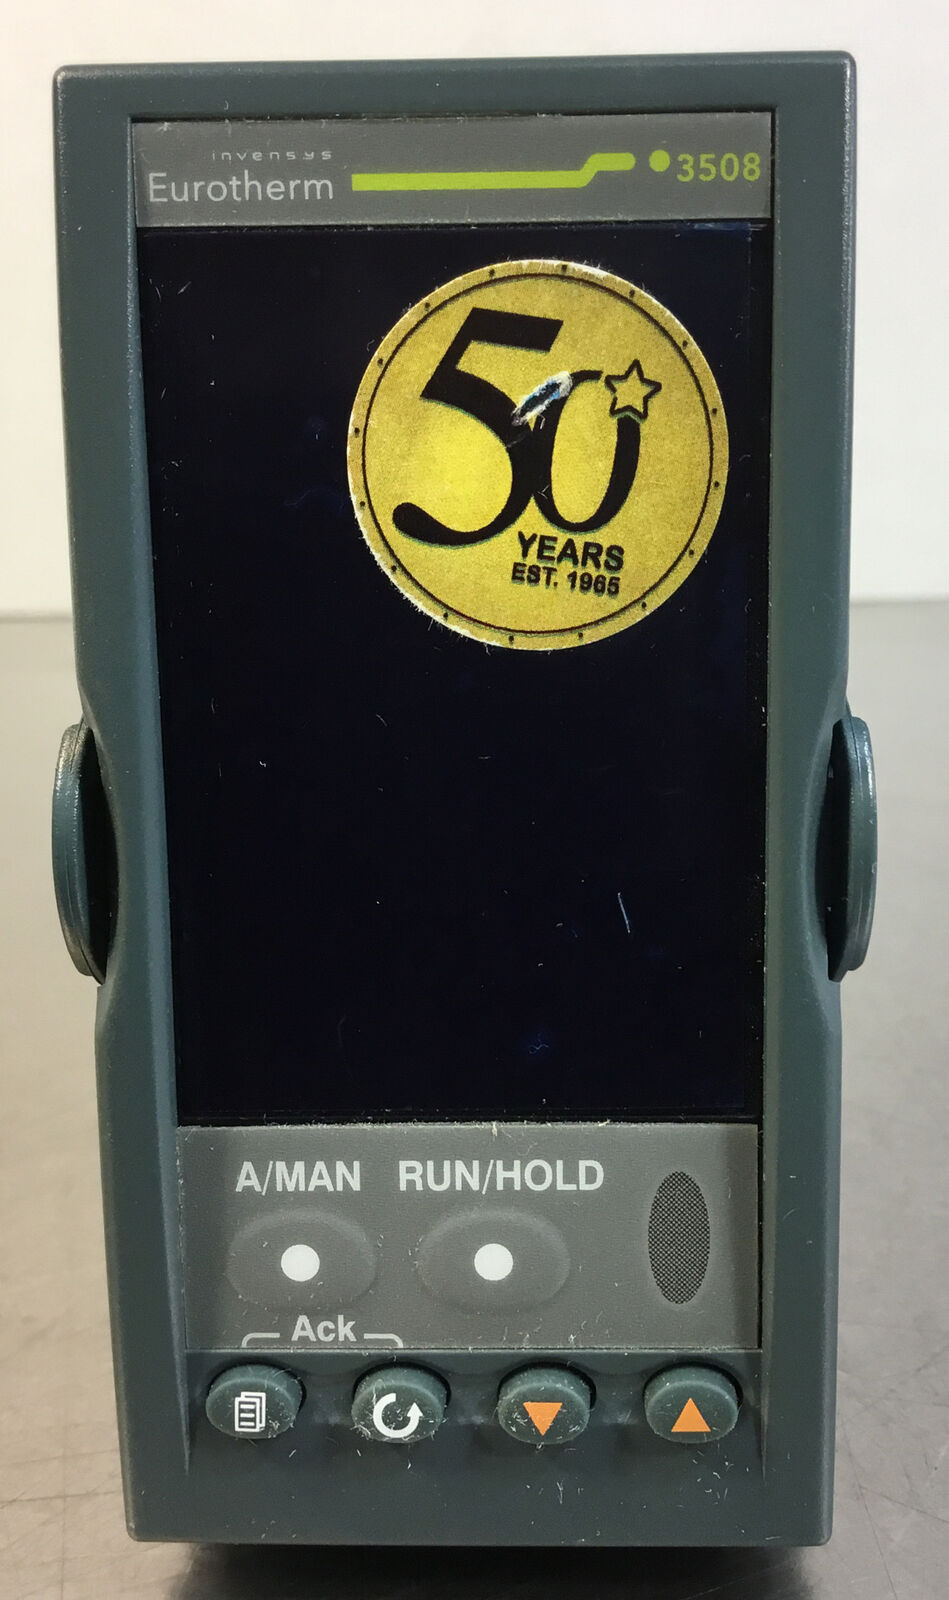 invensys
Eurotherm
3508
50
YEARS
EST. 1965
A/MAN RUN/HOLD
Ack